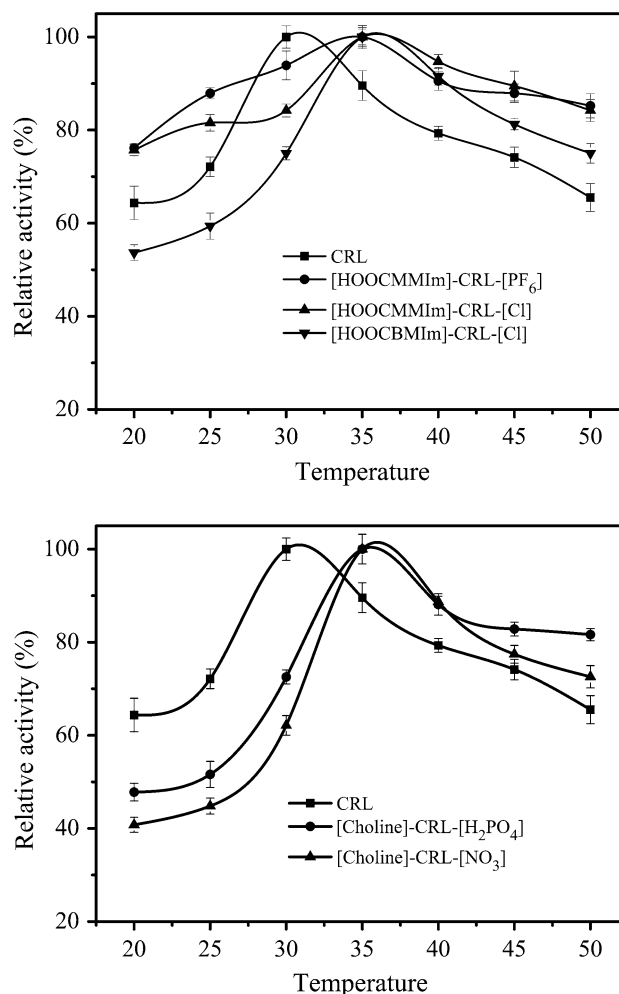 100
80
60
40
20
Relative activity (%)
CRL
[HOOCMMIm]-CRL-[PF6]
[HOOCMMIm]-CRL-[Cl]
[HOOCBMIm]-CRL-[Cl]
20 25 30 35 40 45 50
Temperature
100
80
60
40
20
Relative activity (%)
CRL
[Choline]-CRL-[H2PO4]
[Choline]-CRL-[NO3]
20 25 30 35 40 45 50
Temperature